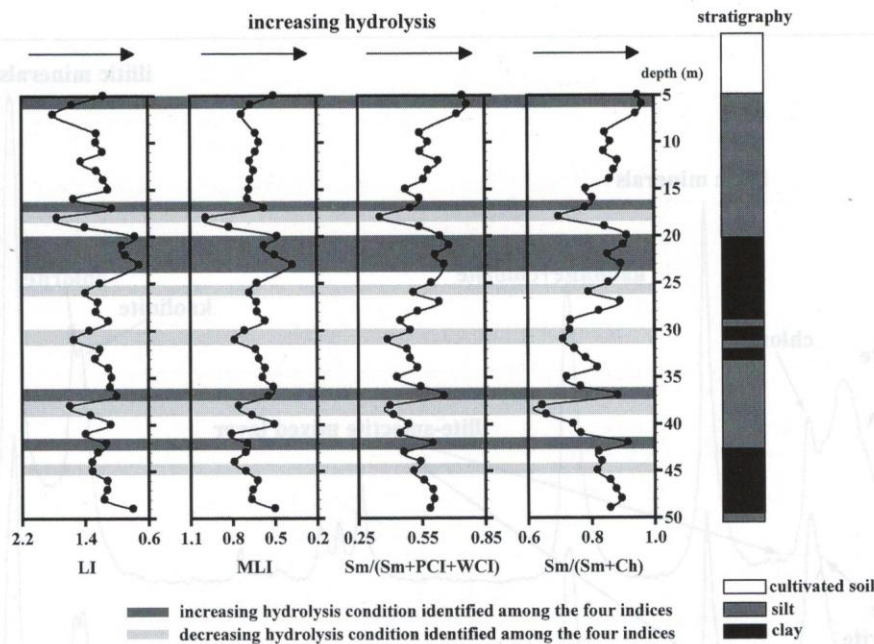 increasing hydrolysis
stratigraphy
depth (m)
5
10
15
20
25
30
35
40
45
50
2.2 1.4 0.6
LI
1.1 0.8 0.5 0.2
MLI
0.25 0.55 0.85
Sm/(Sm+PCI+WCI)
0.6 0.8 1.0
Sm/(Sm+Ch)
increasing hydrolysis condition identified among the four indices
decreasing hydrolysis condition identified among the four indices
cultivated soil
silt
clay